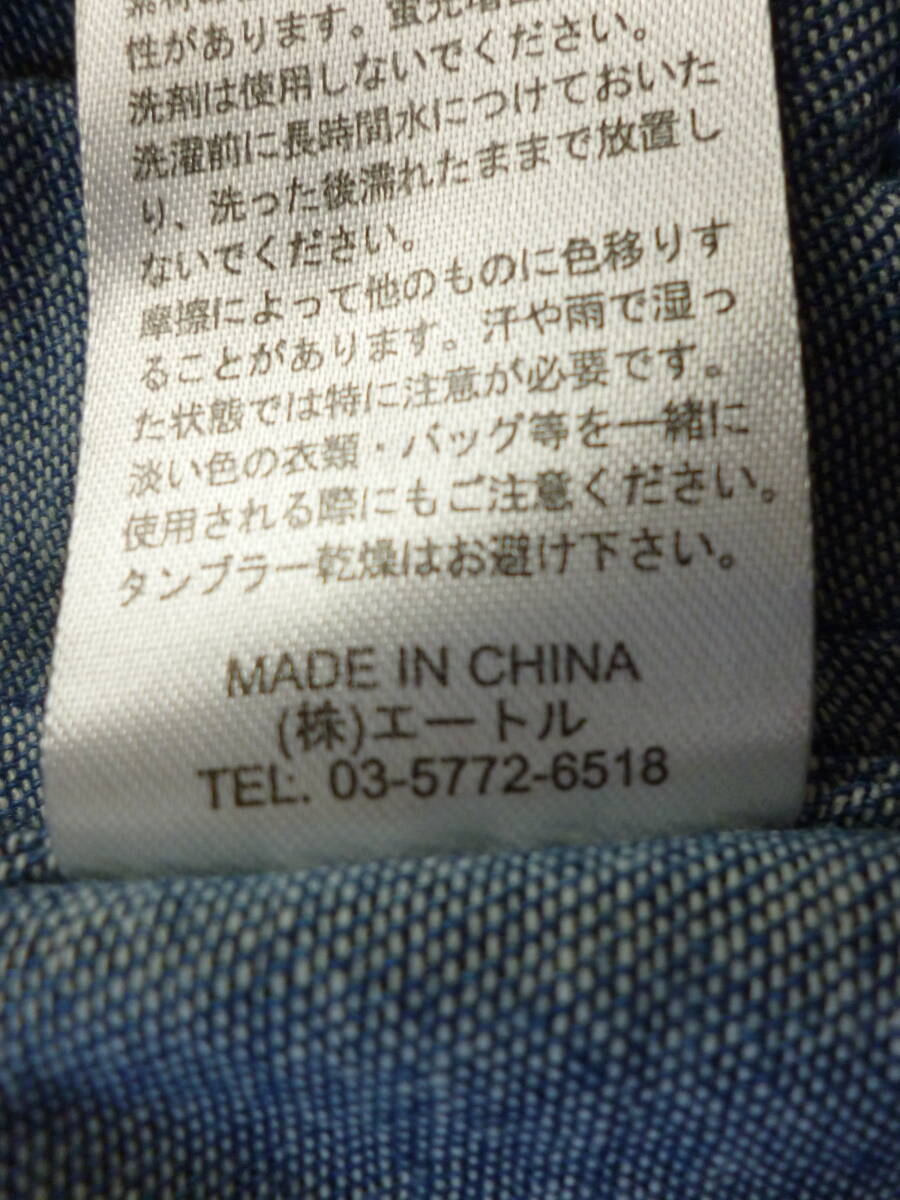 性があります。蛍光増
洗剤は使用しないでください。
洗濯前に長時間水につけておいた
り、洗った後濡れたままで放置し
ないでください。
摩擦によって他のものに色移りす
ることがあります。汗や雨で湿っ
た状態では特に注意が必要です。
淡い色の衣類・バッグ等を一緒に
使用される際にもご注意ください。
タンブラー乾燥はお避け下さい。
MADE IN CHINA
(株)エートル
TEL: 03-5772-6518